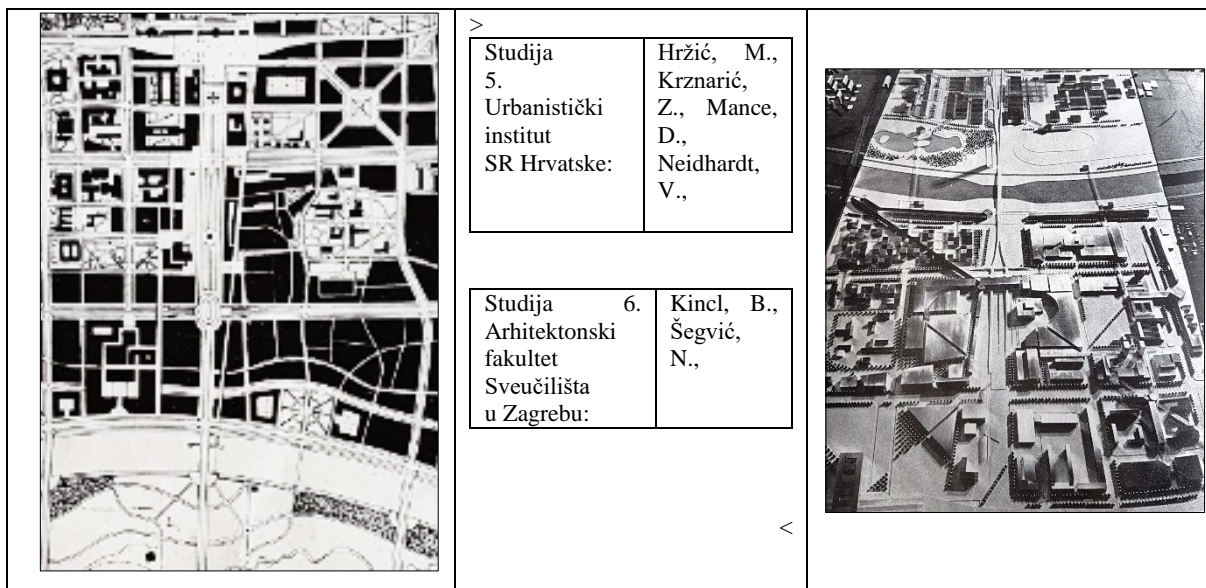 >
Studija
5.
Urbanistički
institut
SR Hrvatske:
Hržić, M.,
Krznarić,
Z., Mance,
D.,
Neidhardt,
V.,
Studija 6.
Arhitektonski
fakultet
Sveučilišta
u Zagrebu:
Kincl, B.,
Šegvić,
N.,
<